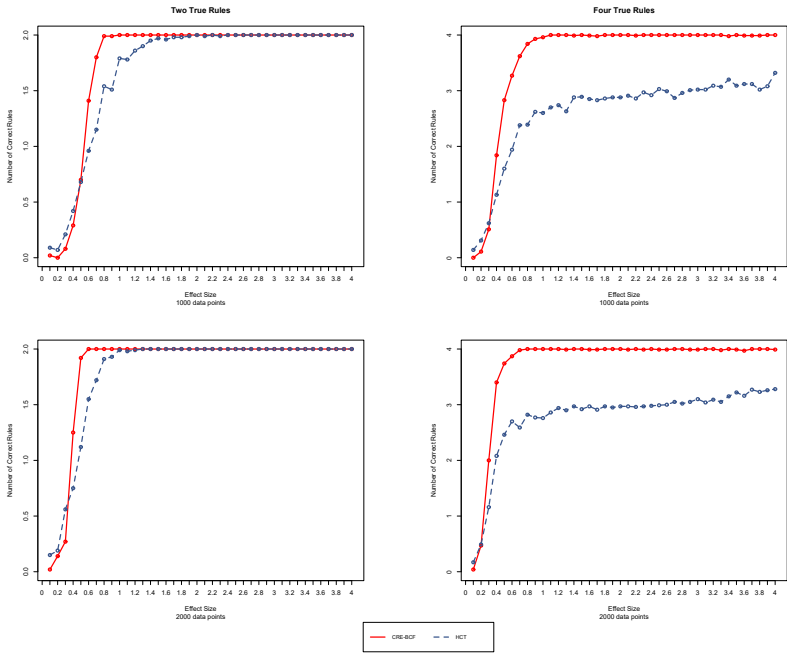 Two True Rules
Four True Rules
Number of Correct Rules
0.0 0.5 1.0 1.5 2.0
0 0.2 0.4 0.6 0.8 1 1.2 1.4 1.6 1.8 2 2.2 2.4 2.6 2.8 3 3.2 3.4 3.6 3.8 4
Effect Size
1000 data points
Number of Correct Rules
0 1 2 3 4
0 0.2 0.4 0.6 0.8 1 1.2 1.4 1.6 1.8 2 2.2 2.4 2.6 2.8 3 3.2 3.4 3.6 3.8 4
Effect Size
1000 data points
Number of Correct Rules
0.0 0.5 1.0 1.5 2.0
0 0.2 0.4 0.6 0.8 1 1.2 1.4 1.6 1.8 2 2.2 2.4 2.6 2.8 3 3.2 3.4 3.6 3.8 4
Effect Size
2000 data points
Number of Correct Rules
0 1 2 3 4
0 0.2 0.4 0.6 0.8 1 1.2 1.4 1.6 1.8 2 2.2 2.4 2.6 2.8 3 3.2 3.4 3.6 3.8 4
Effect Size
2000 data points
CRE-BCF HCT